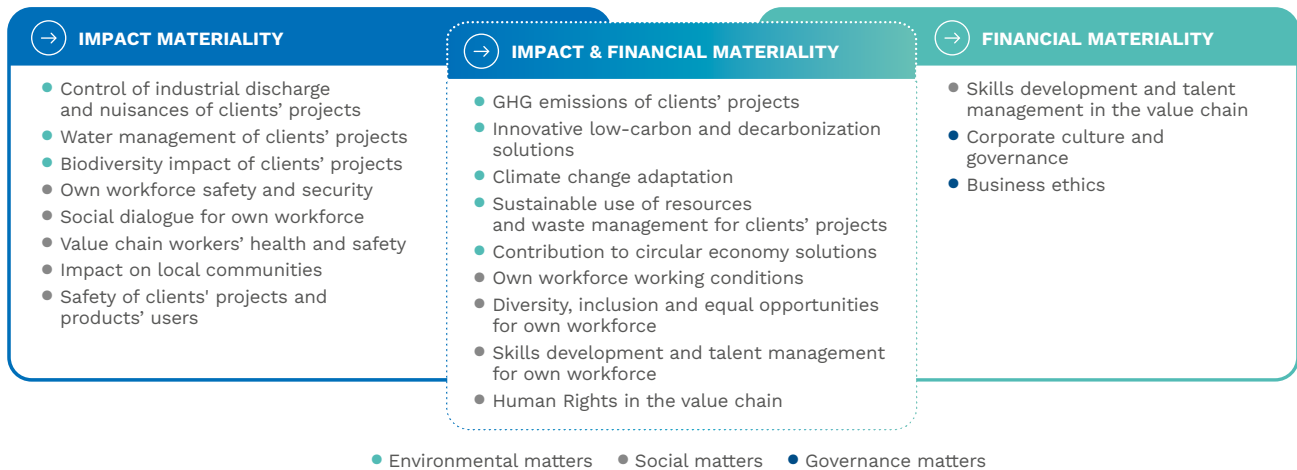 IMPACT MATERIALITY
Control of industrial discharge
and nuisances of clients’ projects
Water management of clients’ projects
Biodiversity impact of clients’ projects
Own workforce safety and security
Social dialogue for own workforce
Value chain workers’ health and safety
Impact on local communities
Safety of clients' projects and
products’ users
IMPACT & FINANCIAL MATERIALITY
GHG emissions of clients’ projects
Innovative low-carbon and decarbonization
solutions
Climate change adaptation
Sustainable use of resources
and waste management for clients’ projects
Contribution to circular economy solutions
Own workforce working conditions
Diversity, inclusion and equal opportunities
for own workforce
Skills development and talent management
for own workforce
Human Rights in the value chain
FINANCIAL MATERIALITY
Skills development and talent
management in the value chain
Corporate culture and
governance
Business ethics
Environmental matters Social matters Governance matters